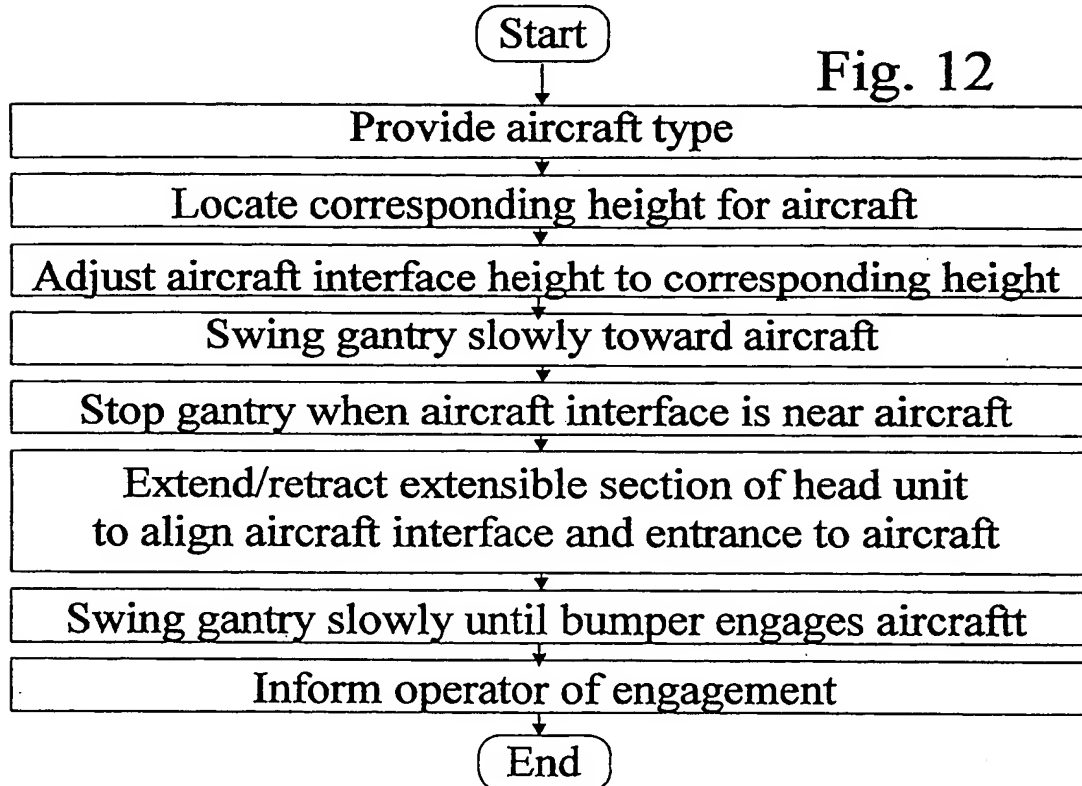 Start
Fig. 12
Provide aircraft type
Locate corresponding height for aircraft
Adjust aircraft interface height to corresponding height
Swing gantry slowly toward aircraft
Stop gantry when aircraft interface is near aircraft
Extend/retract extensible section of head unit
to align aircraft interface and entrance to aircraft
Swing gantry slowly until bumper engages aircraftt
Inform operator of engagement
End